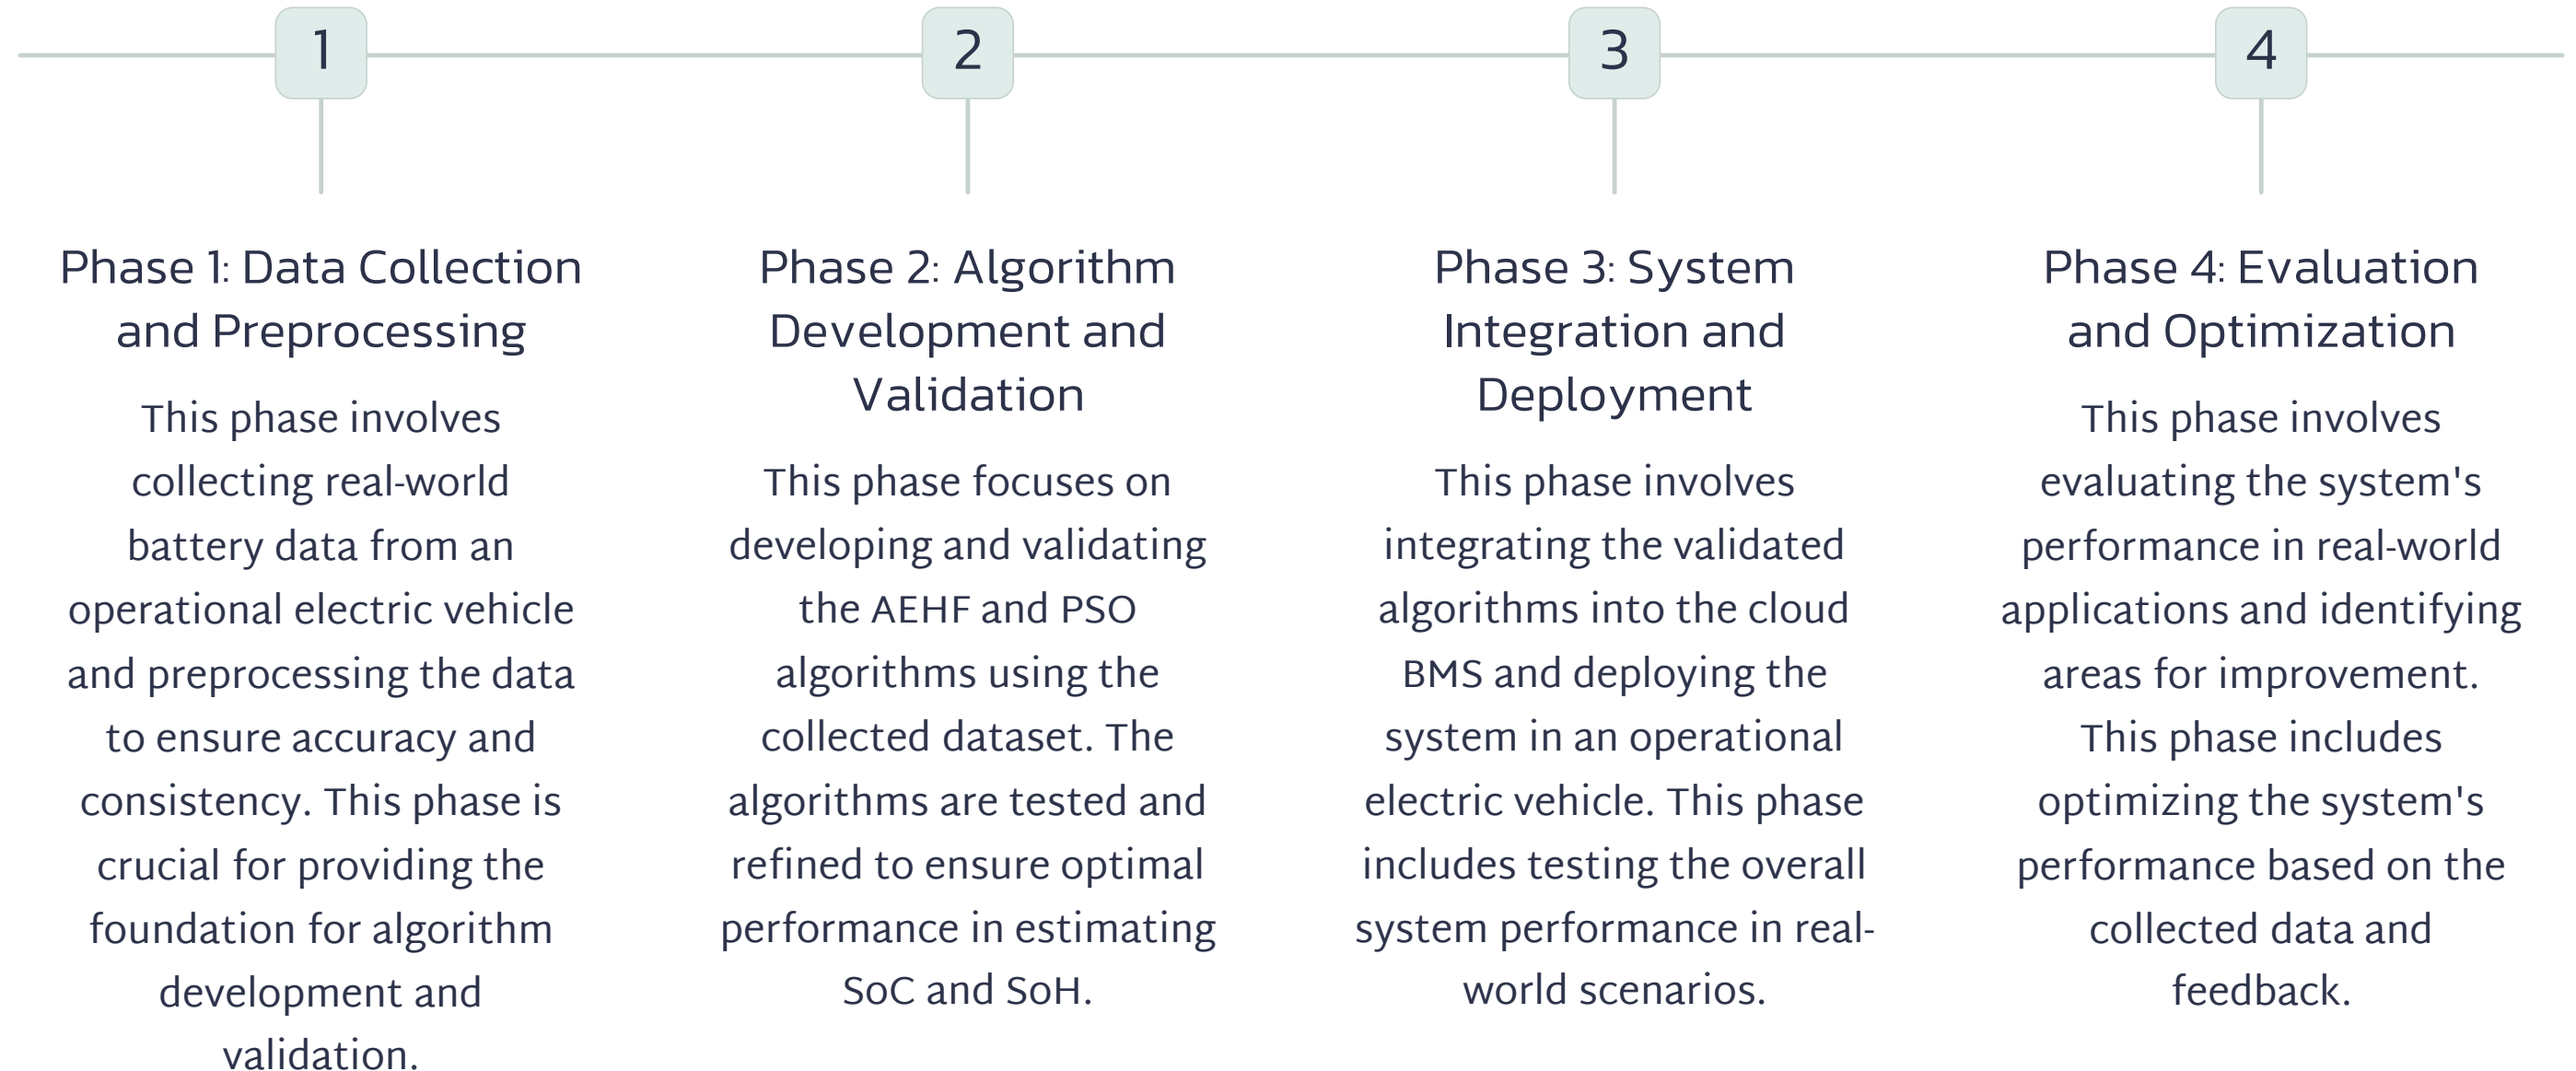 1
2
3
4
Phase 1: Data Collection
and Preprocessing
This phase involves
collecting real-world
battery data from an
operational electric vehicle
and preprocessing the data
to ensure accuracy and
consistency. This phase is
crucial for providing the
foundation for algorithm
development and
validation.
Phase 2: Algorithm
Development and
Validation
This phase focuses on
developing and validating
the AEHF and PSO
algorithms using the
collected dataset. The
algorithms are tested and
refined to ensure optimal
performance in estimating
SoC and SoH.
Phase 3: System
Integration and
Deployment
This phase involves
integrating the validated
algorithms into the cloud
BMS and deploying the
system in an operational
electric vehicle. This phase
includes testing the overall
system performance in real-
world scenarios.
Phase 4: Evaluation
and Optimization
This phase involves
evaluating the system's
performance in real-world
applications and identifying
areas for improvement.
This phase includes
optimizing the system's
performance based on the
collected data and
feedback.